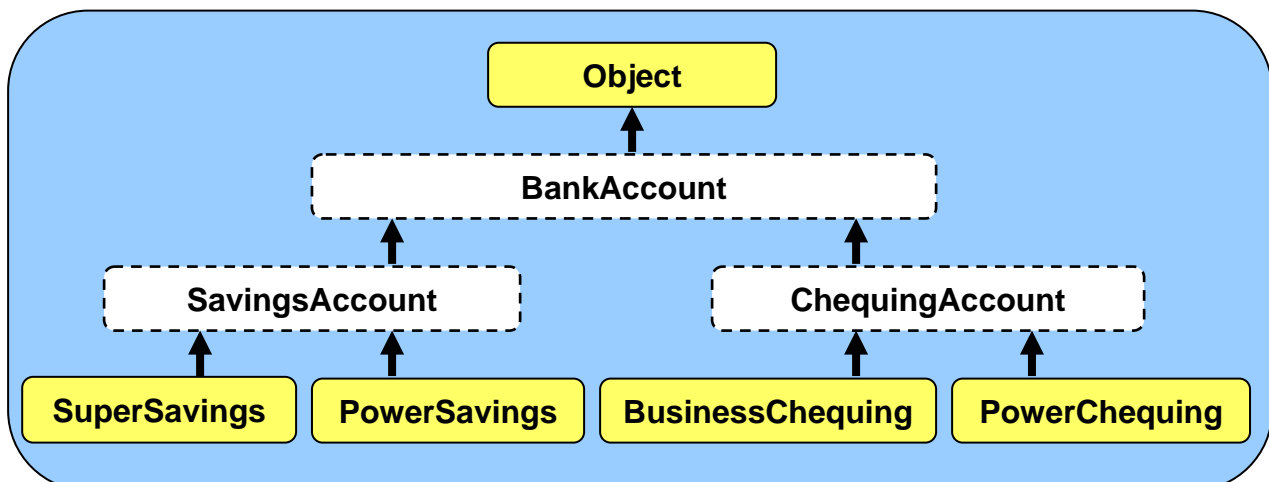 Object
BankAccount
SavingsAccount
ChequingAccount
SuperSavings
PowerSavings
BusinessChequing
PowerChequing